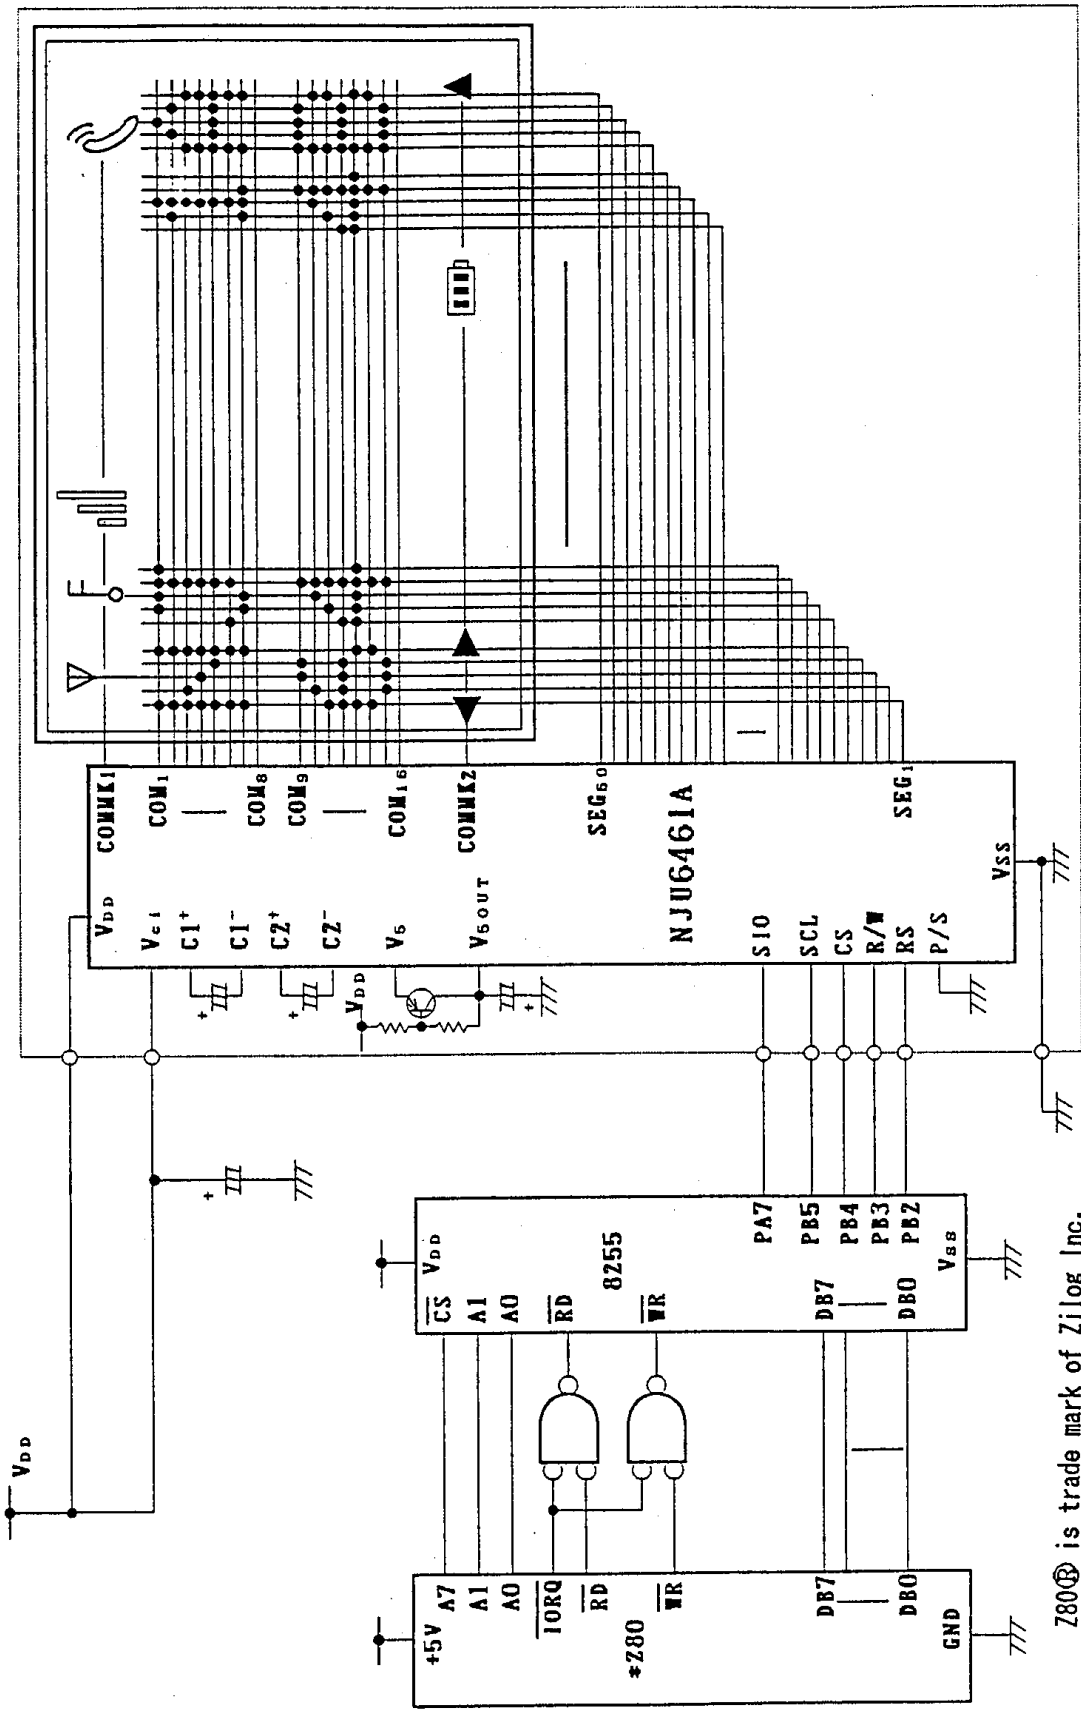 VDD
+5V
A7
A1
A0
IORQ
RD
WR
*Z80
DB7
DB0
GND
VDD
CS
A1
A0
RD
WR
8255
DB7
DB0
PA7
PB5
PB4
PB3
PB2
VSS
VDD
Vci
C1+
C1-
C2+
C2-
V5
V5OUT
VDD
+
+
+
+
SIO
SCL
CS
R/W
RS
P/S
VSS
NJU6461A
COMMK1
COM1
COM8
COM9
COM16
COMMK2
SEG60
SEG1
Z80® is trade mark of Zilog Inc.